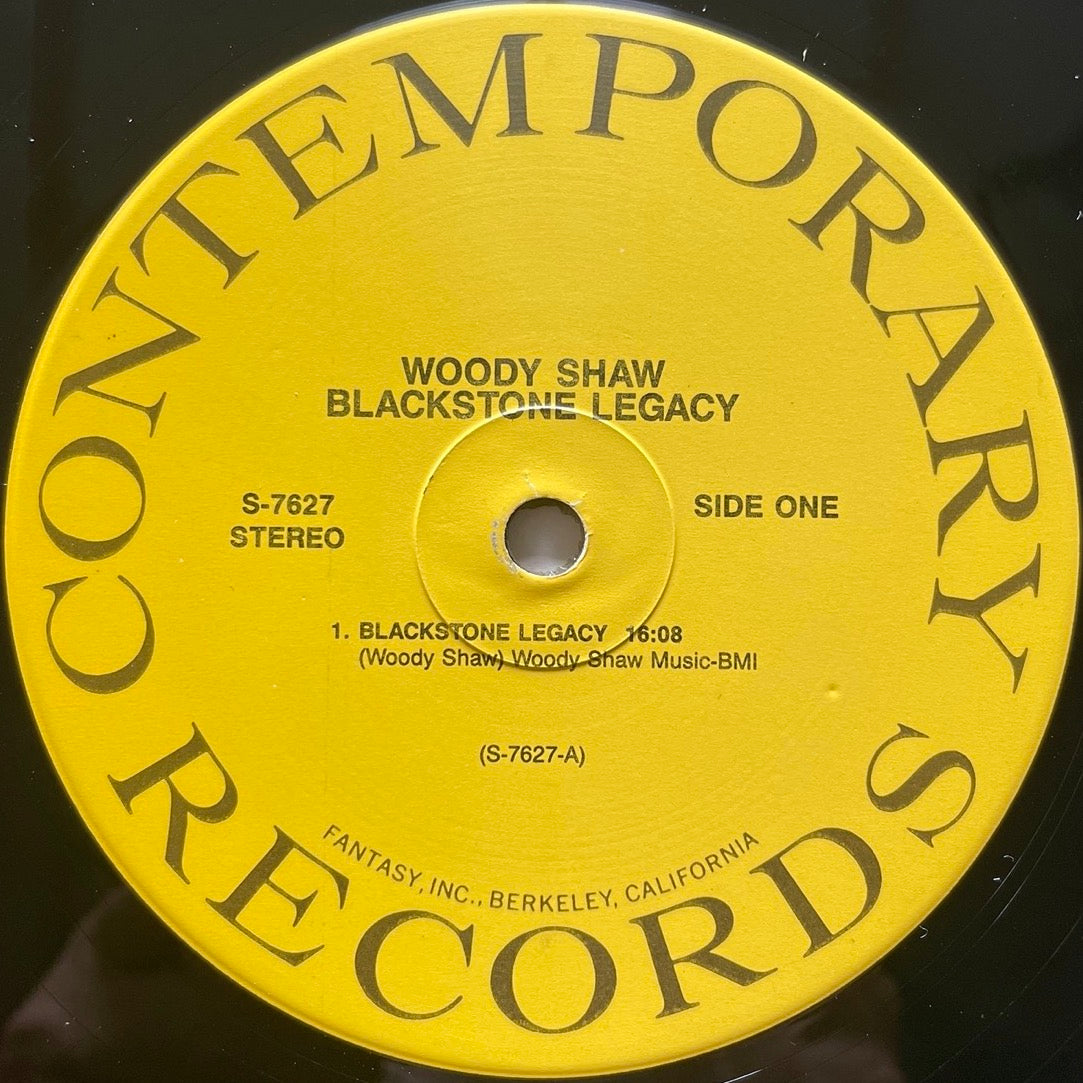 CONTEMPORARY
WOODY SHAW
BLACKSTONE LEGACY
S-7627
STEREO
SIDE ONE
1. BLACKSTONE LEGACY 16:08
(Woody Shaw) Woody Shaw Music-BMI
(S-7627-A)
FANTASY, INC., BERKELEY, CALIFORNIA
RECORDS